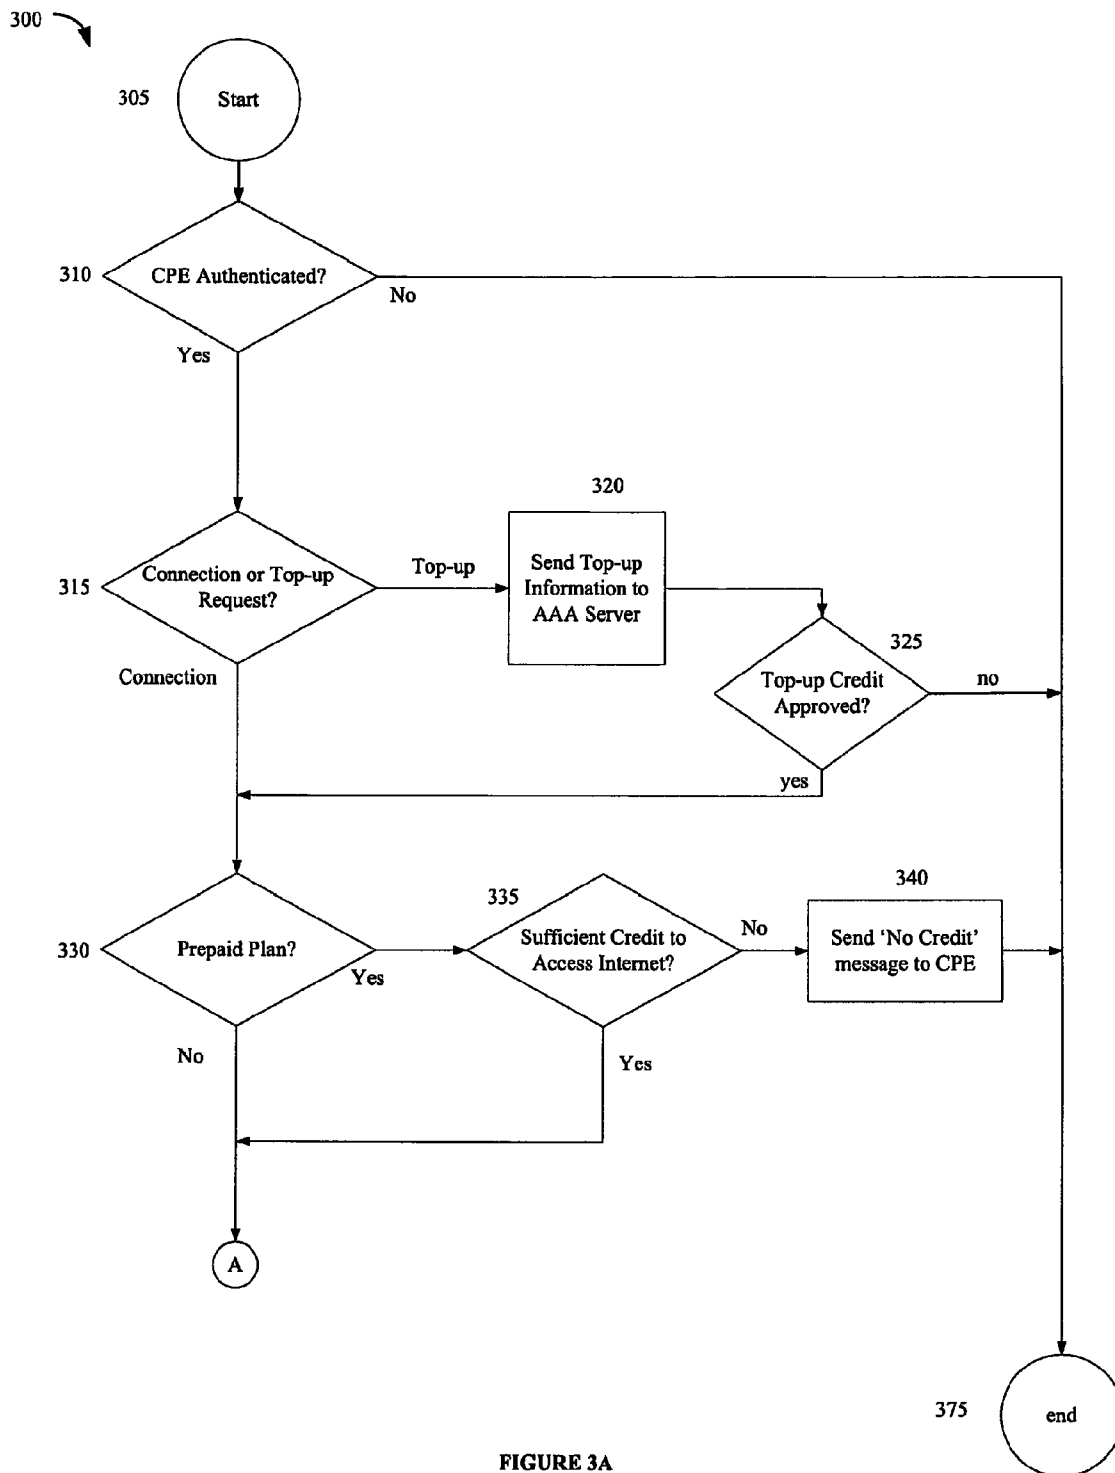 300
305
Start
310
CPE Authenticated?
No
Yes
320
315
Connection or Top-up
Request?
Top-up
Send Top-up
Information to
AAA Server
325
Connection
Top-up Credit
Approved?
no
yes
340
335
330
Prepaid Plan?
Yes
Sufficient Credit to
Access Internet?
No
Send 'No Credit'
message to CPE
No
Yes
A
375
end
FIGURE 3A